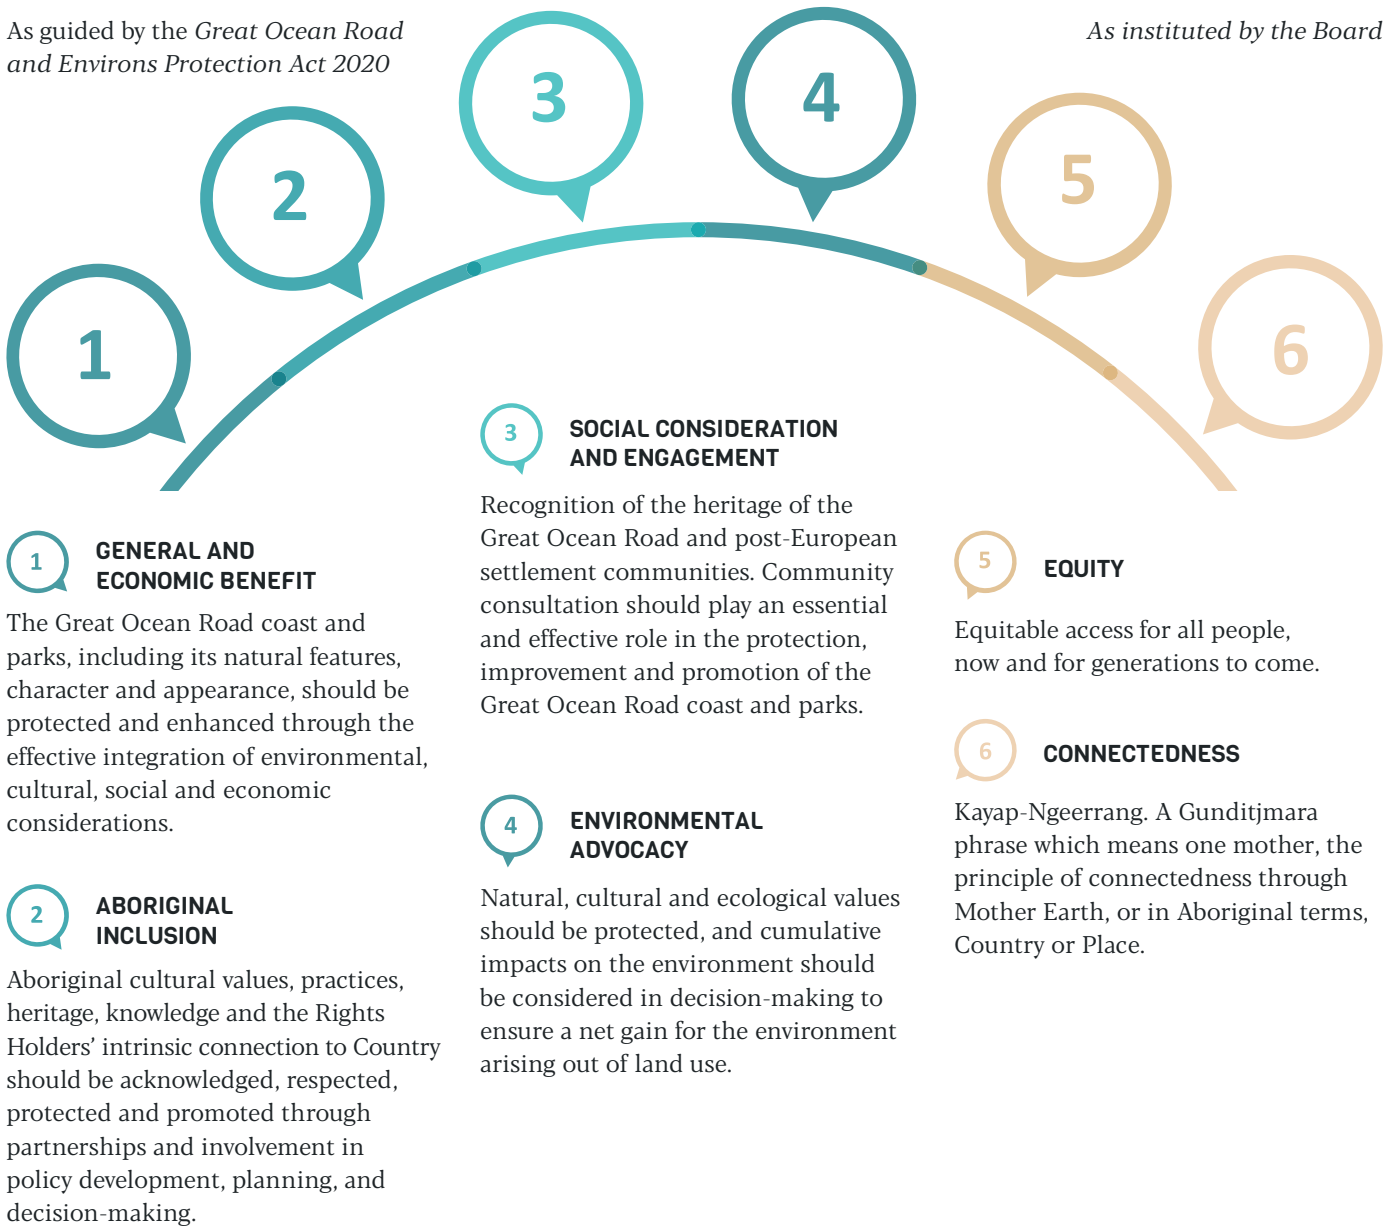 As guided by the Great Ocean Road
and Environs Protection Act 2020
As instituted by the Board
1
2
3
4
5
6
1
GENERAL AND
ECONOMIC BENEFIT
The Great Ocean Road coast and
parks, including its natural features,
character and appearance, should be
protected and enhanced through the
effective integration of environmental,
cultural, social and economic
considerations.
2
ABORIGINAL
INCLUSION
Aboriginal cultural values, practices,
heritage, knowledge and the Rights
Holders’ intrinsic connection to Country
should be acknowledged, respected,
protected and promoted through
partnerships and involvement in
policy development, planning, and
decision-making.
3
SOCIAL CONSIDERATION
AND ENGAGEMENT
Recognition of the heritage of the
Great Ocean Road and post-European
settlement communities. Community
consultation should play an essential
and effective role in the protection,
improvement and promotion of the
Great Ocean Road coast and parks.
4
ENVIRONMENTAL
ADVOCACY
Natural, cultural and ecological values
should be protected, and cumulative
impacts on the environment should
be considered in decision-making to
ensure a net gain for the environment
arising out of land use.
5
EQUITY
Equitable access for all people,
now and for generations to come.
6
CONNECTEDNESS
Kayap-Ngeerrang. A Gunditjmara
phrase which means one mother, the
principle of connectedness through
Mother Earth, or in Aboriginal terms,
Country or Place.